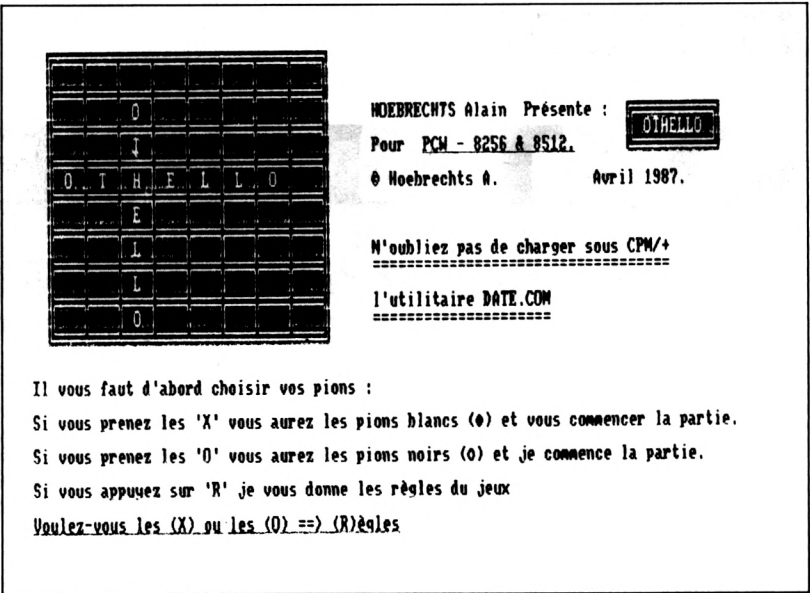 O
T
O T H E L L O
E
L
L
O
HOEBRECHTS Alain Présente :
OTHELLO
Pour PCW - 8256 & 8512.
© Hoebrechts A. Avril 1987.
N'oubliez pas de charger sous CPM/+
===================================
l'utilitaire DATE.COM
=====================
Il vous faut d'abord choisir vos pions :
Si vous prenez les 'X' vous aurez les pions blancs (♦) et vous commencer la partie.
Si vous prenez les 'O' vous aurez les pions noirs (◊) et je commence la partie.
Si vous appuyez sur 'R' je vous donne les règles du jeux
Voulez-vous les (X) ou les (O) ==> (R)ègles